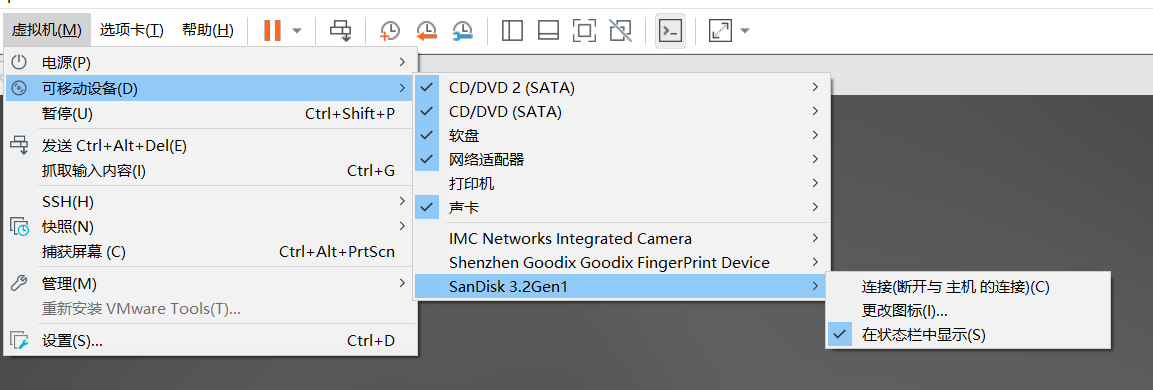 虚拟机(M) 选项卡(T) 帮助(H)
电源(P)
可移动设备(D)
暂停(U) Ctrl+Shift+P
发送 Ctrl+Alt+Del(E)
抓取输入内容(I) Ctrl+G
SSH(H)
快照(N)
捕获屏幕 (C) Ctrl+Alt+PrtScn
管理(M)
重新安装 VMware Tools(T)...
设置(S)... Ctrl+D
CD/DVD 2 (SATA)
CD/DVD (SATA)
软盘
网络适配器
打印机
声卡
IMC Networks Integrated Camera
Shenzhen Goodix Goodix FingerPrint Device
SanDisk 3.2Gen1
连接(断开与 主机 的连接)(C)
更改图标(I)...
在状态栏中显示(S)